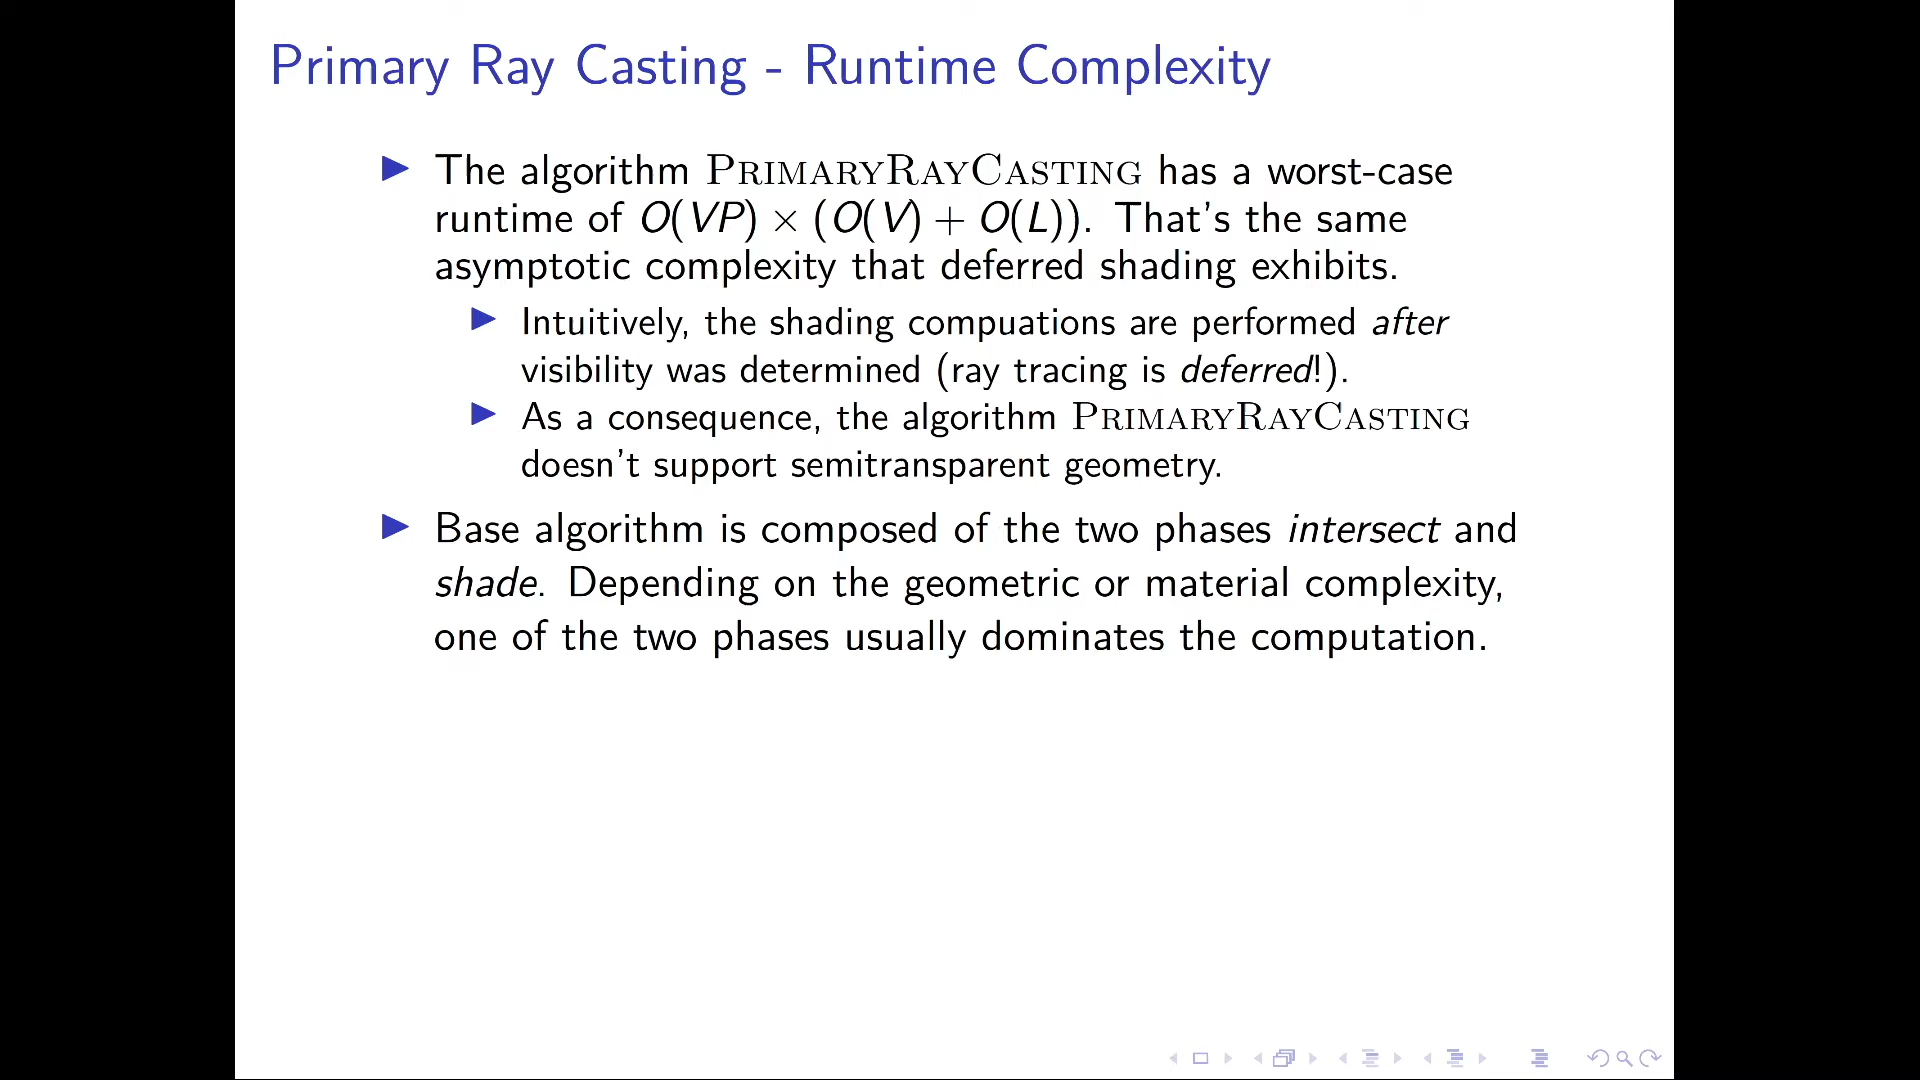 Primary Ray Casting - Runtime Complexity
The algorithm PRIMARYRAYCASTING has a worst-case
runtime of O(VP) × (O(V) + O(L)). That's the same
asymptotic complexity that deferred shading exhibits.
Intuitively, the shading compuations are performed after
visibility was determined (ray tracing is deferred!).
As a consequence, the algorithm PRIMARYRAYCASTING
doesn't support semitransparent geometry.
Base algorithm is composed of the two phases intersect and
shade. Depending on the geometric or material complexity,
one of the two phases usually dominates the computation.